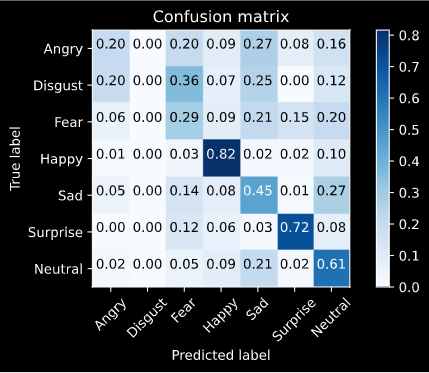 Confusion matrix
Angry 0.20 0.00 0.20 0.09 0.27 0.08 0.16
Disgust 0.20 0.00 0.36 0.07 0.25 0.00 0.12
Fear 0.06 0.00 0.29 0.09 0.21 0.15 0.20
Happy 0.01 0.00 0.03 0.82 0.02 0.02 0.10
Sad 0.05 0.00 0.14 0.08 0.45 0.01 0.27
Surprise 0.00 0.00 0.12 0.06 0.03 0.72 0.08
Neutral 0.02 0.00 0.05 0.09 0.21 0.02 0.61
Angry Disgust Fear Happy Sad Surprise Neutral
Predicted label
True label
0.8
0.7
0.6
0.5
0.4
0.3
0.2
0.1
0.0